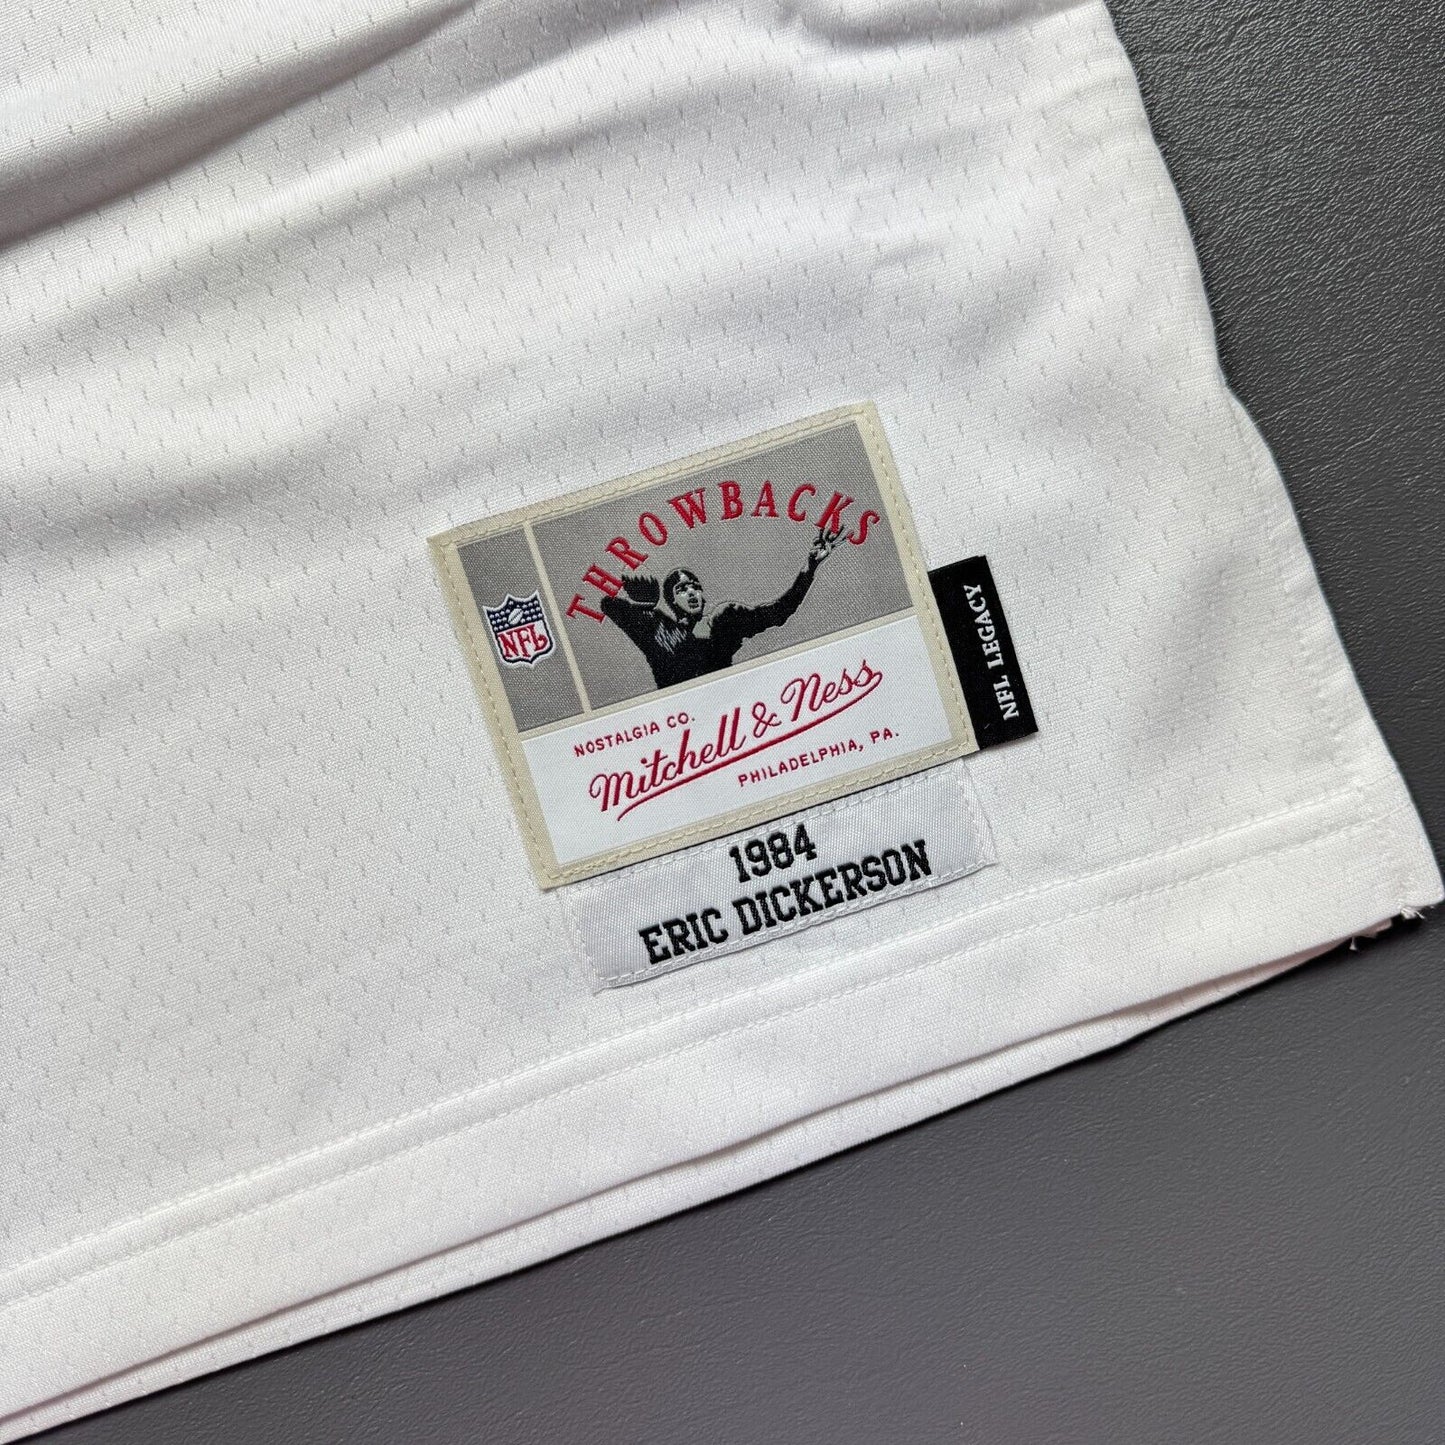 THROWBACKS
NFL
NOSTALGIA CO.
Mitchell & Ness
PHILADELPHIA, PA.
NFL LEGACY
1984
ERIC DICKERSON